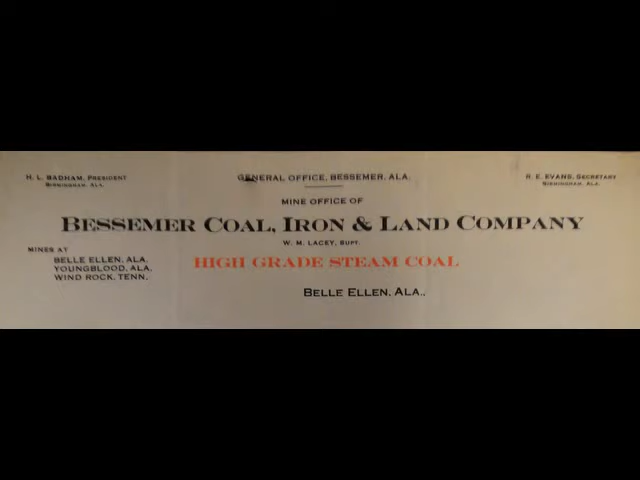 H. L. BADHAM, PRESIDENT
BIRMINGHAM, ALA.
GENERAL OFFICE, BESSEMER, ALA.
R. E. EVANS, SECRETARY
BIRMINGHAM, ALA.
MINE OFFICE OF
BESSEMER COAL, IRON & LAND COMPANY
W. M. LACEY, SUPT.
MINES AT
BELLE ELLEN, ALA.
YOUNGBLOOD, ALA.
WIND ROCK, TENN.
HIGH GRADE STEAM COAL
BELLE ELLEN, ALA.,